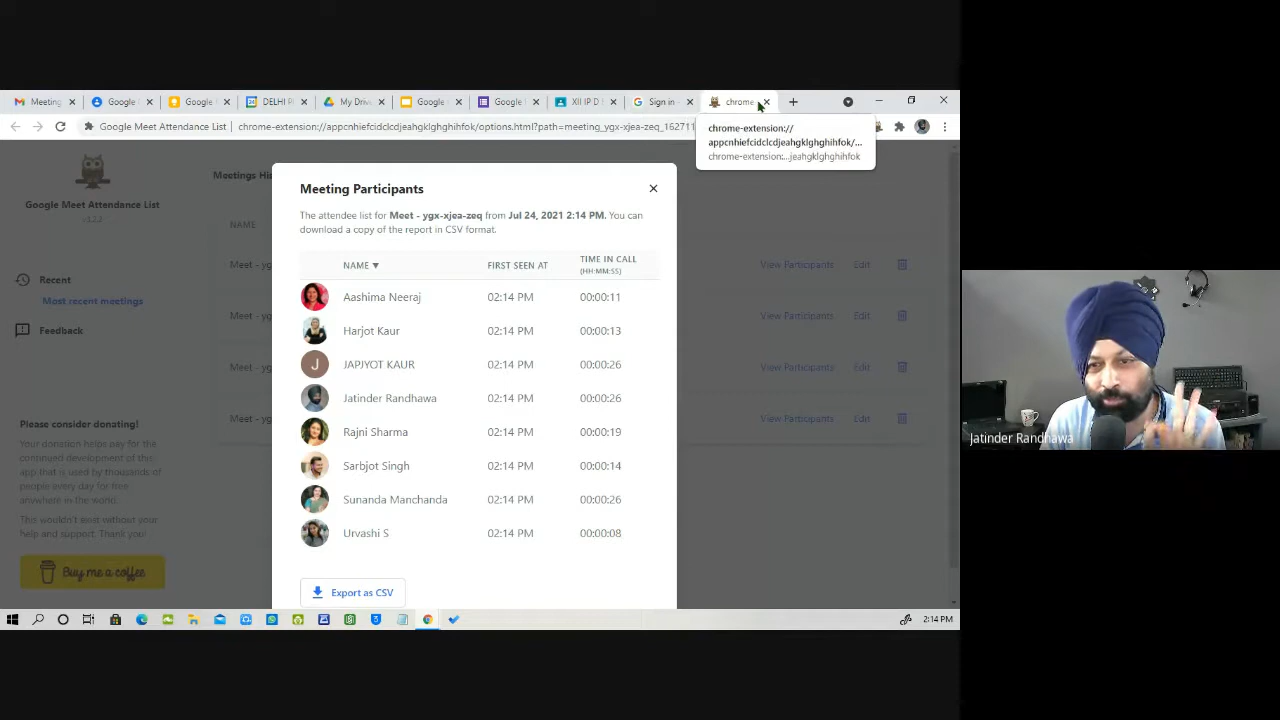 Meeting
Google
Google
DELHI P
My Driv
Google
Google
XII IP D
Sign in -
chrome-
Google Meet Attendance List
chrome-extension://appcnhiefcidclcdjeahgklghghihfok/options.html?path=meeting_ygx-xjea-zeq_162711
chrome-extension://
appcnhiefcidclcdjeahgklghghihfok/...
chrome-extension:...jeahgklghghihfok
Google Meet Attendance List
Recent
Most recent meetings
Feedback
Please consider donating!
Your donation helps pay for the
continued development of this
app that is used by thousands of
people every day for free
anywhere in the world.
This wouldn't exist without your
help and support. Thank you!
Buy me a coffee
Meetings His
NAME
Meet - yg
View Participants Edit
Meet - yg
View Participants Edit
Meet - yg
View Participants Edit
Meet - yg
View Participants Edit
Meeting Participants
The attendee list for Meet - ygx-xjea-zeq from Jul 24, 2021 2:14 PM. You can
download a copy of the report in CSV format.
NAME ▼ FIRST SEEN AT TIME IN CALL
(HH:MM:SS)
Aashima Neeraj 02:14 PM 00:00:11
Harjot Kaur 02:14 PM 00:00:13
J JAPJYOT KAUR 02:14 PM 00:00:26
Jatinder Randhawa 02:14 PM 00:00:26
Rajni Sharma 02:14 PM 00:00:19
Sarbjot Singh 02:14 PM 00:00:14
Sunanda Manchanda 02:14 PM 00:00:26
Urvashi S 02:14 PM 00:00:08
Export as CSV
2:14 PM
Jatinder Randhawa